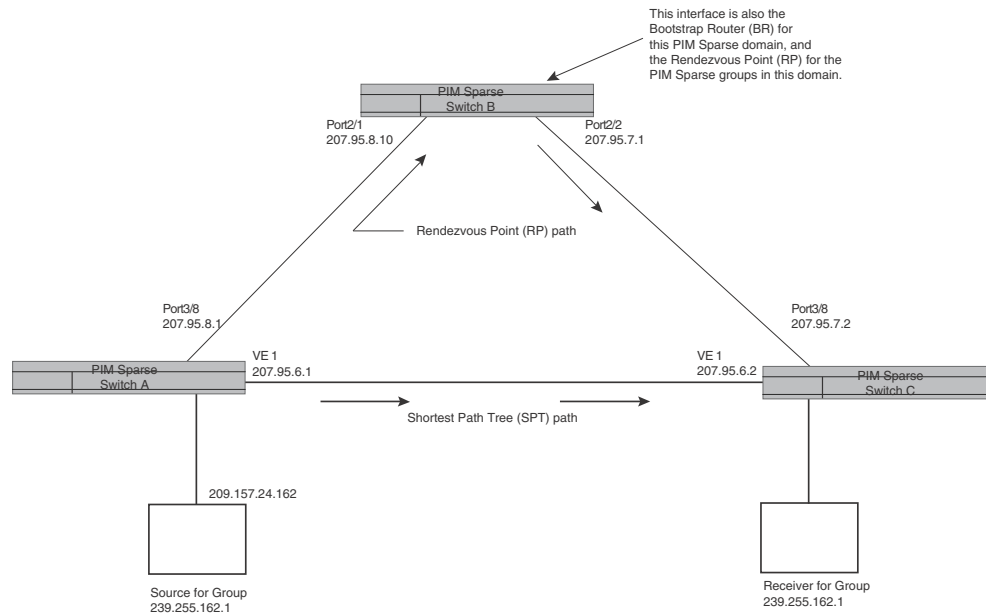 This interface is also the
Bootstrap Router (BR) for
this PIM Sparse domain, and
the Rendezvous Point (RP) for the
PIM Sparse groups in this domain.
PIM Sparse
Switch B
Port2/1
207.95.8.10
Port2/2
207.95.7.1
Rendezvous Point (RP) path
Port3/8
207.95.8.1
Port3/8
207.95.7.2
PIM Sparse
Switch A
VE 1
207.95.6.1
VE 1
207.95.6.2
PIM Sparse
Switch C
Shortest Path Tree (SPT) path
209.157.24.162
Source for Group
239.255.162.1
Receiver for Group
239.255.162.1